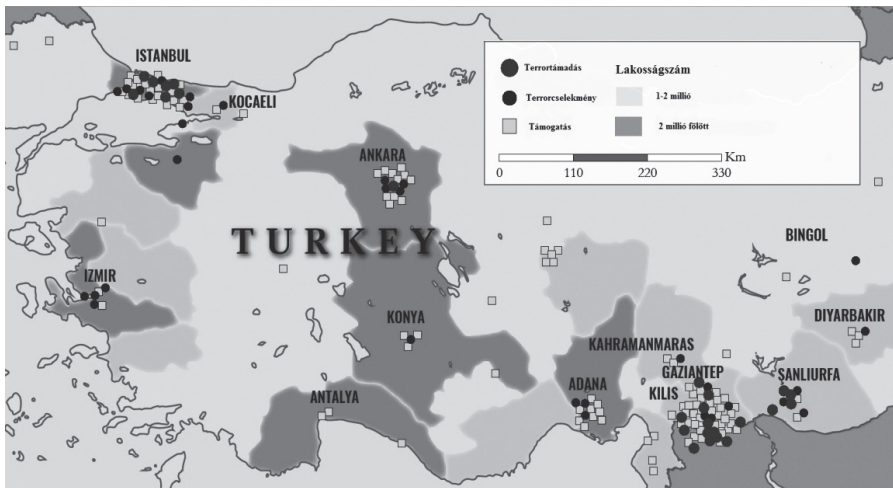 ISTANBUL
KOCAELI
ANKARA
TURKEY
IZMIR
KONYA
ANTALYA
ADANA
KAHRAMANMARAS
GAZIANTEP
KILIS
SANLIURFA
DIYARBAKIR
BINGOL
Terrortámadás
Terrorcselekmény
Támogatás
Lakosságszám
1-2 millió
2 millió fölött
Km
0 110 220 330